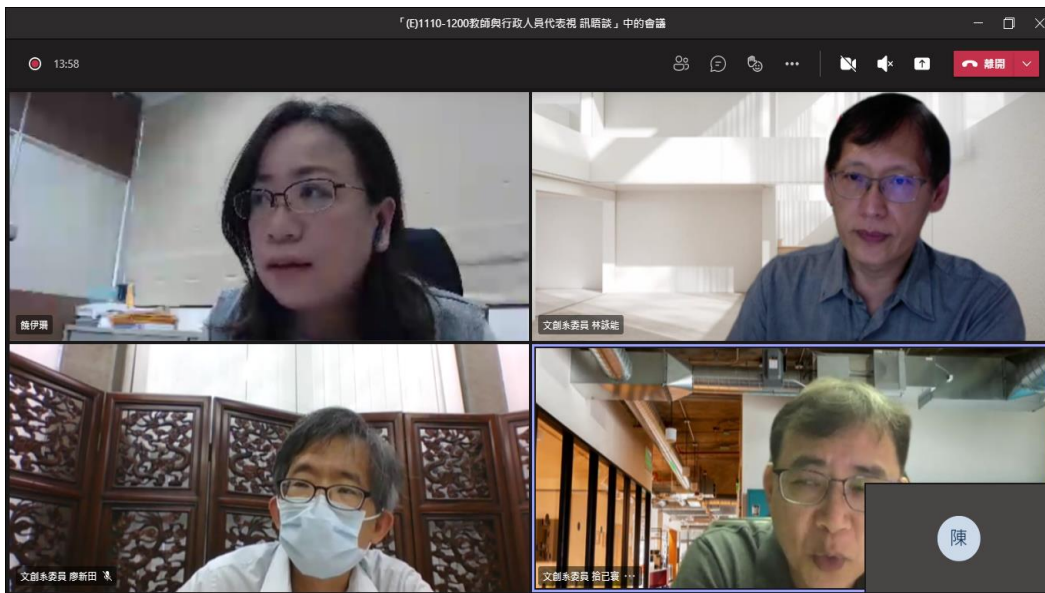 「(E)1110-1200教師與行政人員代表視 訊晤談」中的會議
13:58
離開
饒伊珊
文創系委員 林詠能
文創系委員 廖新田
文創系委員 拾已寰
陳